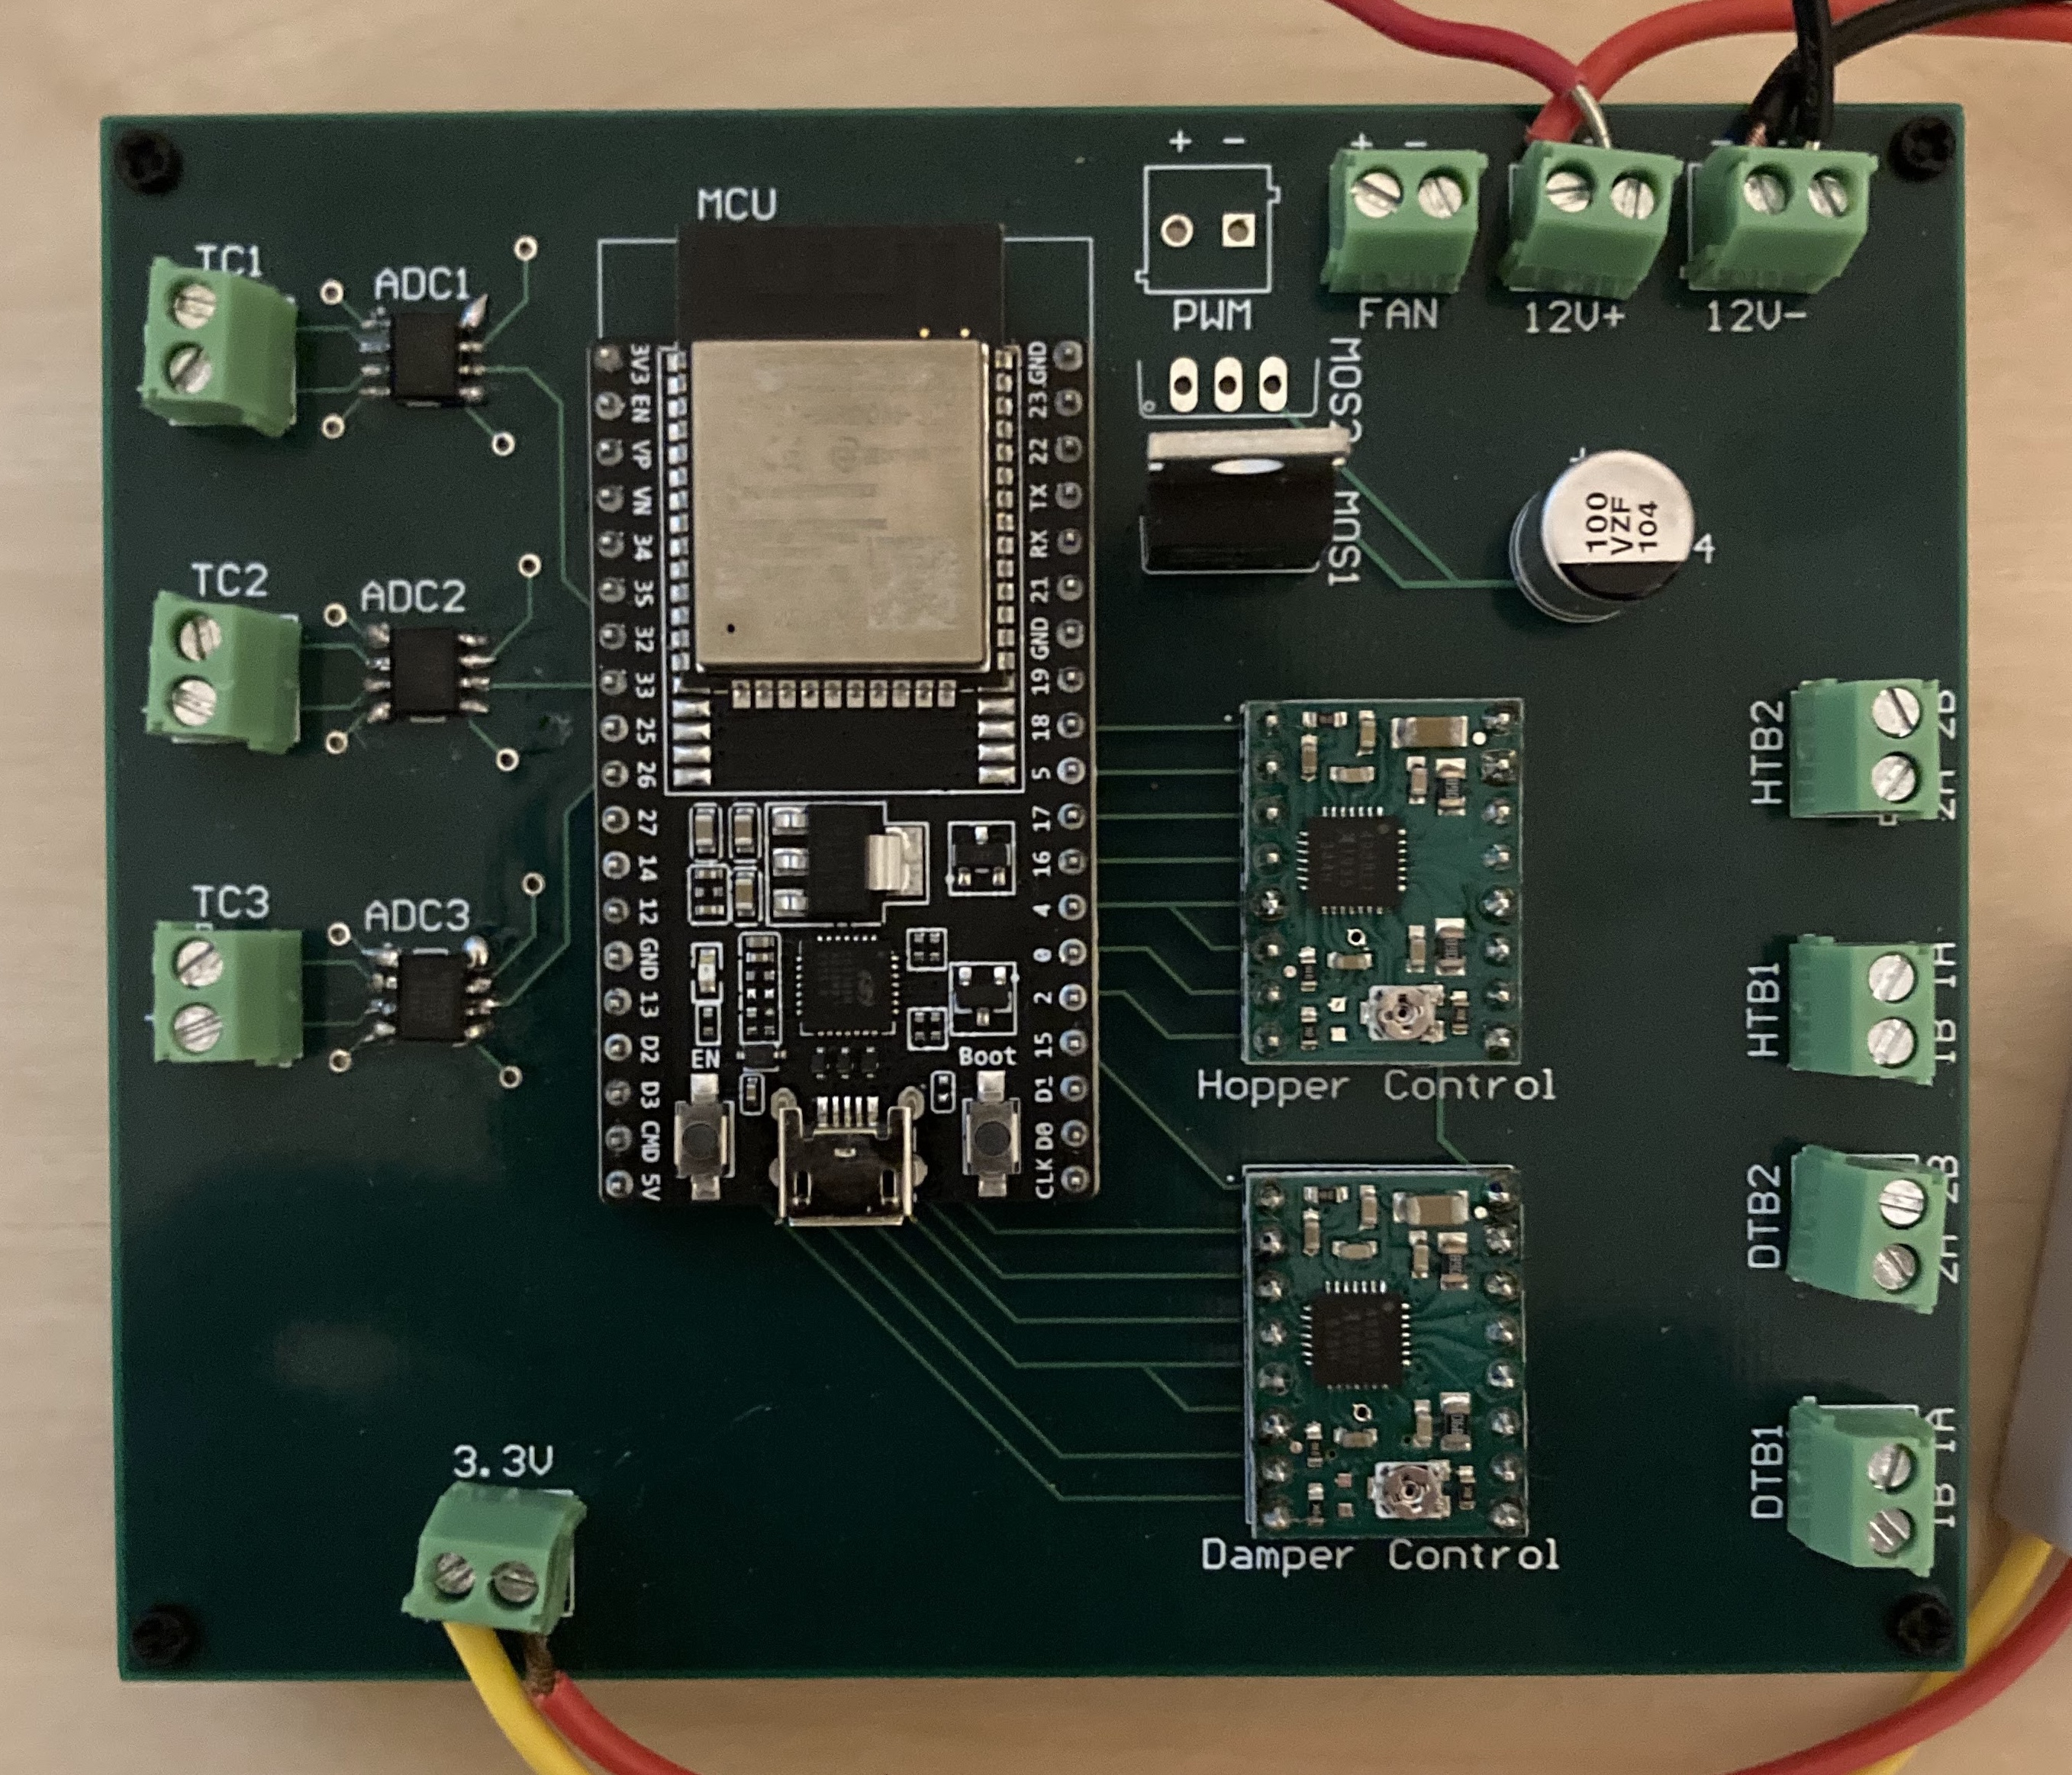 MCU
+ -
+ -
TC1
ADC1
PWM
FAN
12V+
12V-
MOS2
MOS1
100
VZF
104
4
TC2
ADC2
TC3
ADC3
3V3
EN
VP
VN
34
35
32
33
25
26
27
14
12
GND
13
D2
D3
CMD
5V
GND
23
22
TX
RX
21
GND
19
18
5
17
16
4
0
2
15
D1
D0
CLK
EN
Boot
Hopper Control
Damper Control
HTB2
2B
2A
HTB1
1A
1B
DTB2
2B
2A
DTB1
1A
1B
3.3V